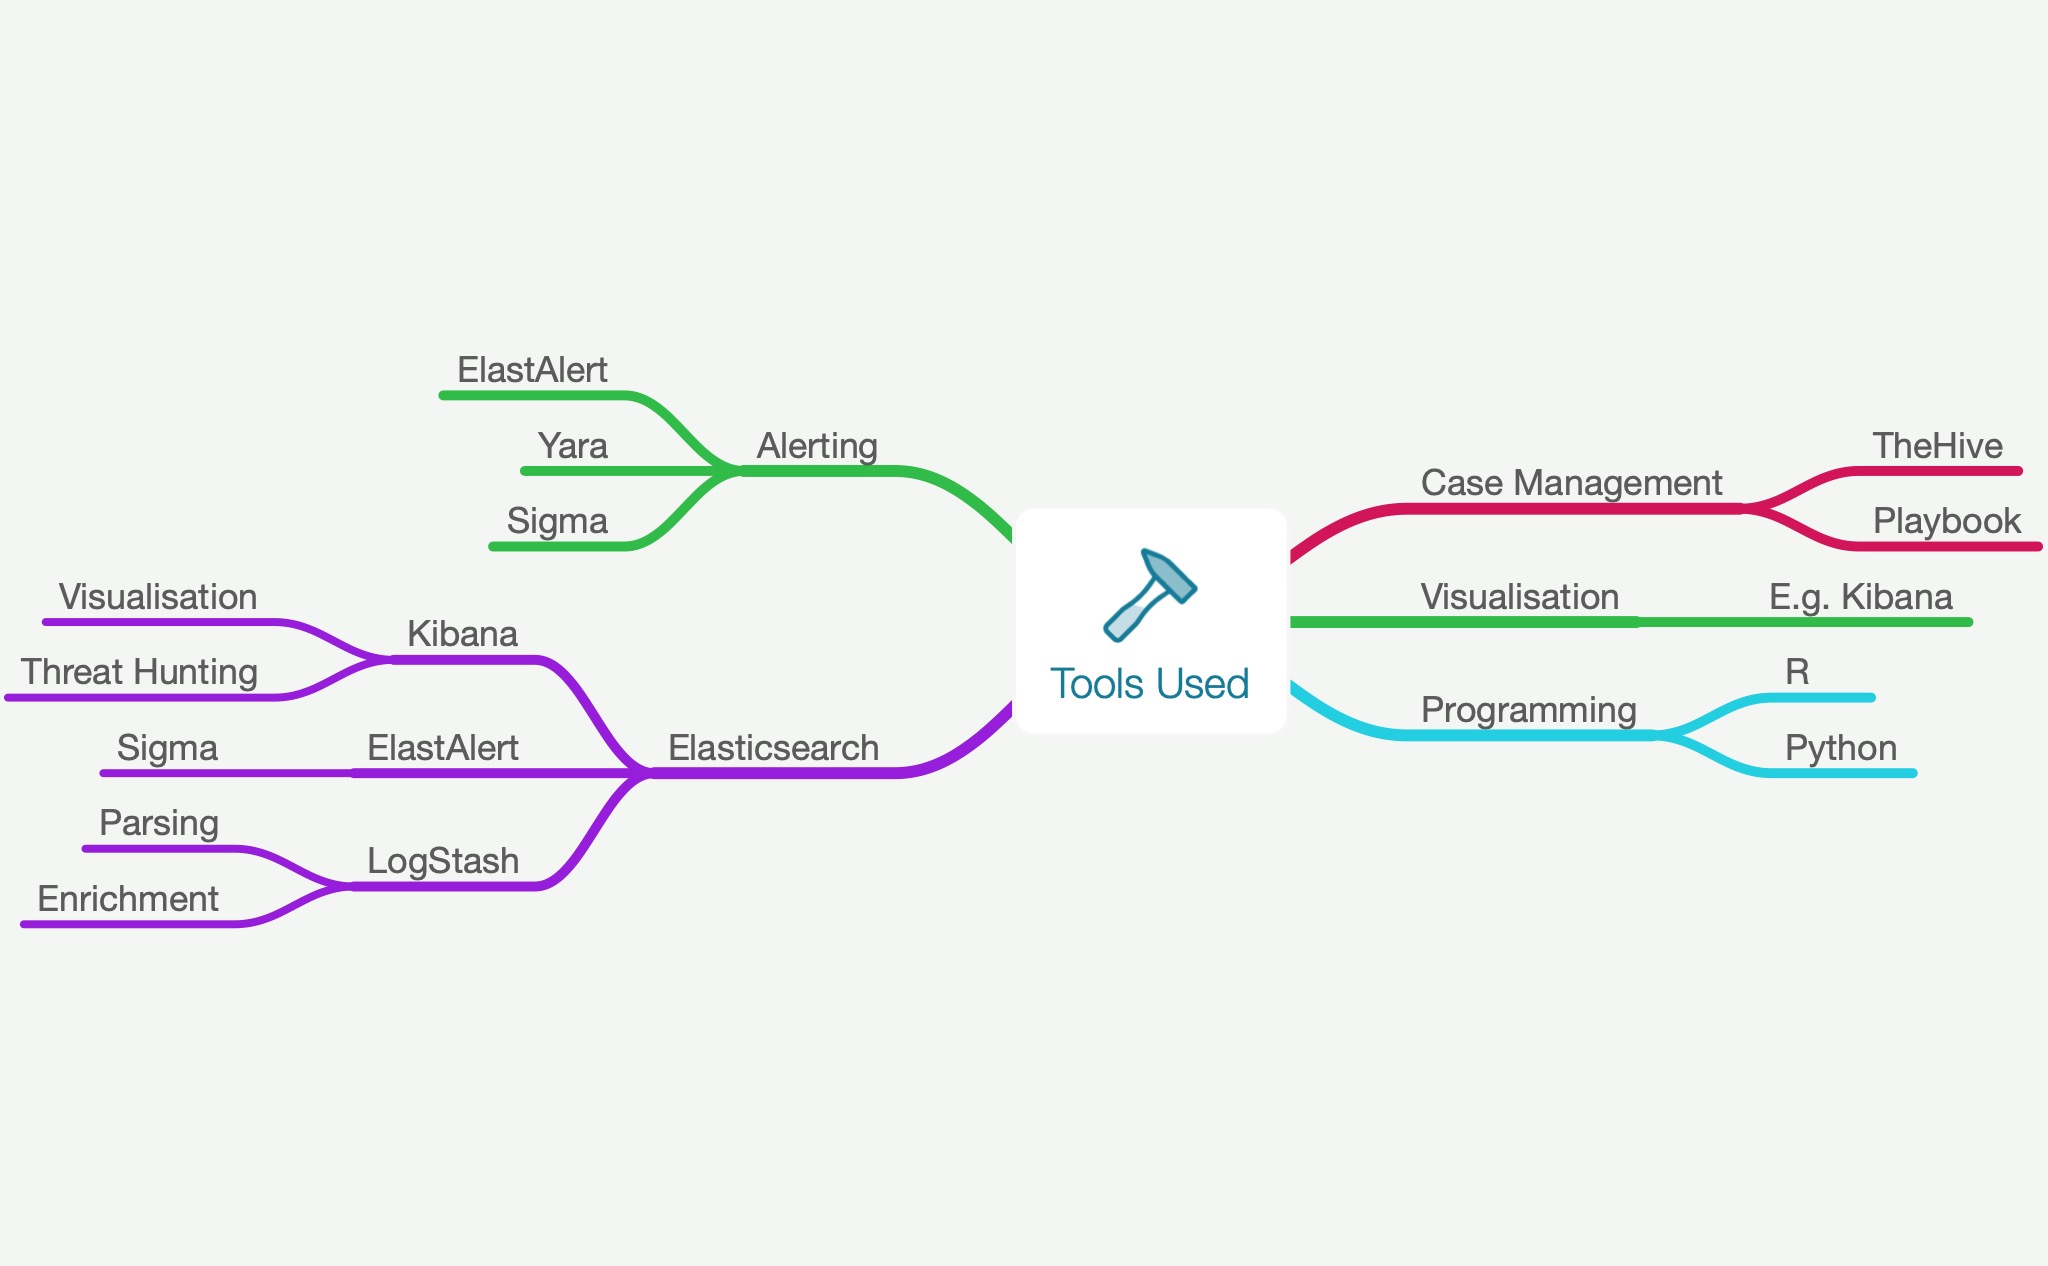 ElastAlert
Yara
Sigma
Alerting
Visualisation
Threat Hunting
Kibana
Sigma
ElastAlert
Parsing
Enrichment
LogStash
Elasticsearch
Tools Used
Case Management
TheHive
Playbook
Visualisation
E.g. Kibana
Programming
R
Python